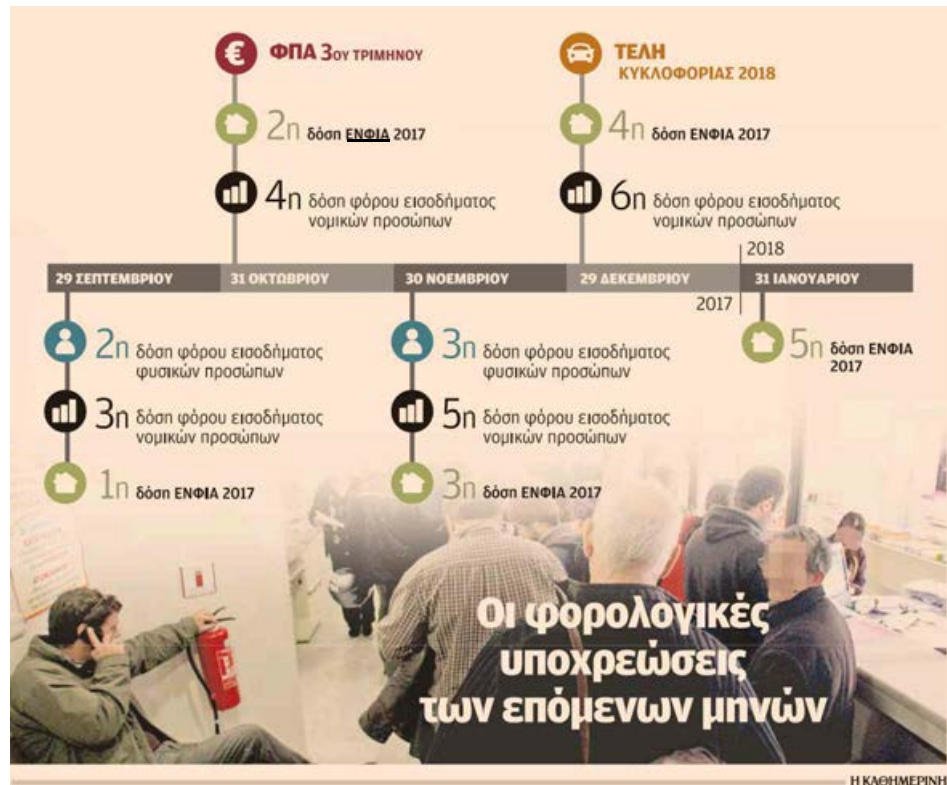 ΦΠΑ 3ΟΥ ΤΡΙΜΗΝΟΥ
2η δόση ΕΝΦΙΑ 2017
4η δόση φόρου εισοδήματος
νομικών προσώπων
ΤΕΛΗ
ΚΥΚΛΟΦΟΡΙΑΣ 2018
4η δόση ΕΝΦΙΑ 2017
6η δόση φόρου εισοδήματος
νομικών προσώπων
2018
29 ΣΕΠΤΕΜΒΡΙΟΥ
31 ΟΚΤΩΒΡΙΟΥ
30 ΝΟΕΜΒΡΙΟΥ
29 ΔΕΚΕΜΒΡΙΟΥ
31 ΙΑΝΟΥΑΡΙΟΥ
2017
2η δόση φόρου εισοδήματος
φυσικών προσώπων
3η δόση φόρου εισοδήματος
νομικών προσώπων
1η δόση ΕΝΦΙΑ 2017
3η δόση φόρου εισοδήματος
φυσικών προσώπων
5η δόση φόρου εισοδήματος
νομικών προσώπων
3η δόση ΕΝΦΙΑ 2017
5η δόση ΕΝΦΙΑ
2017
Οι φορολογικές
υποχρεώσεις
των επόμενων μηνών
Η ΚΑΘΗΜΕΡΙΝΗ